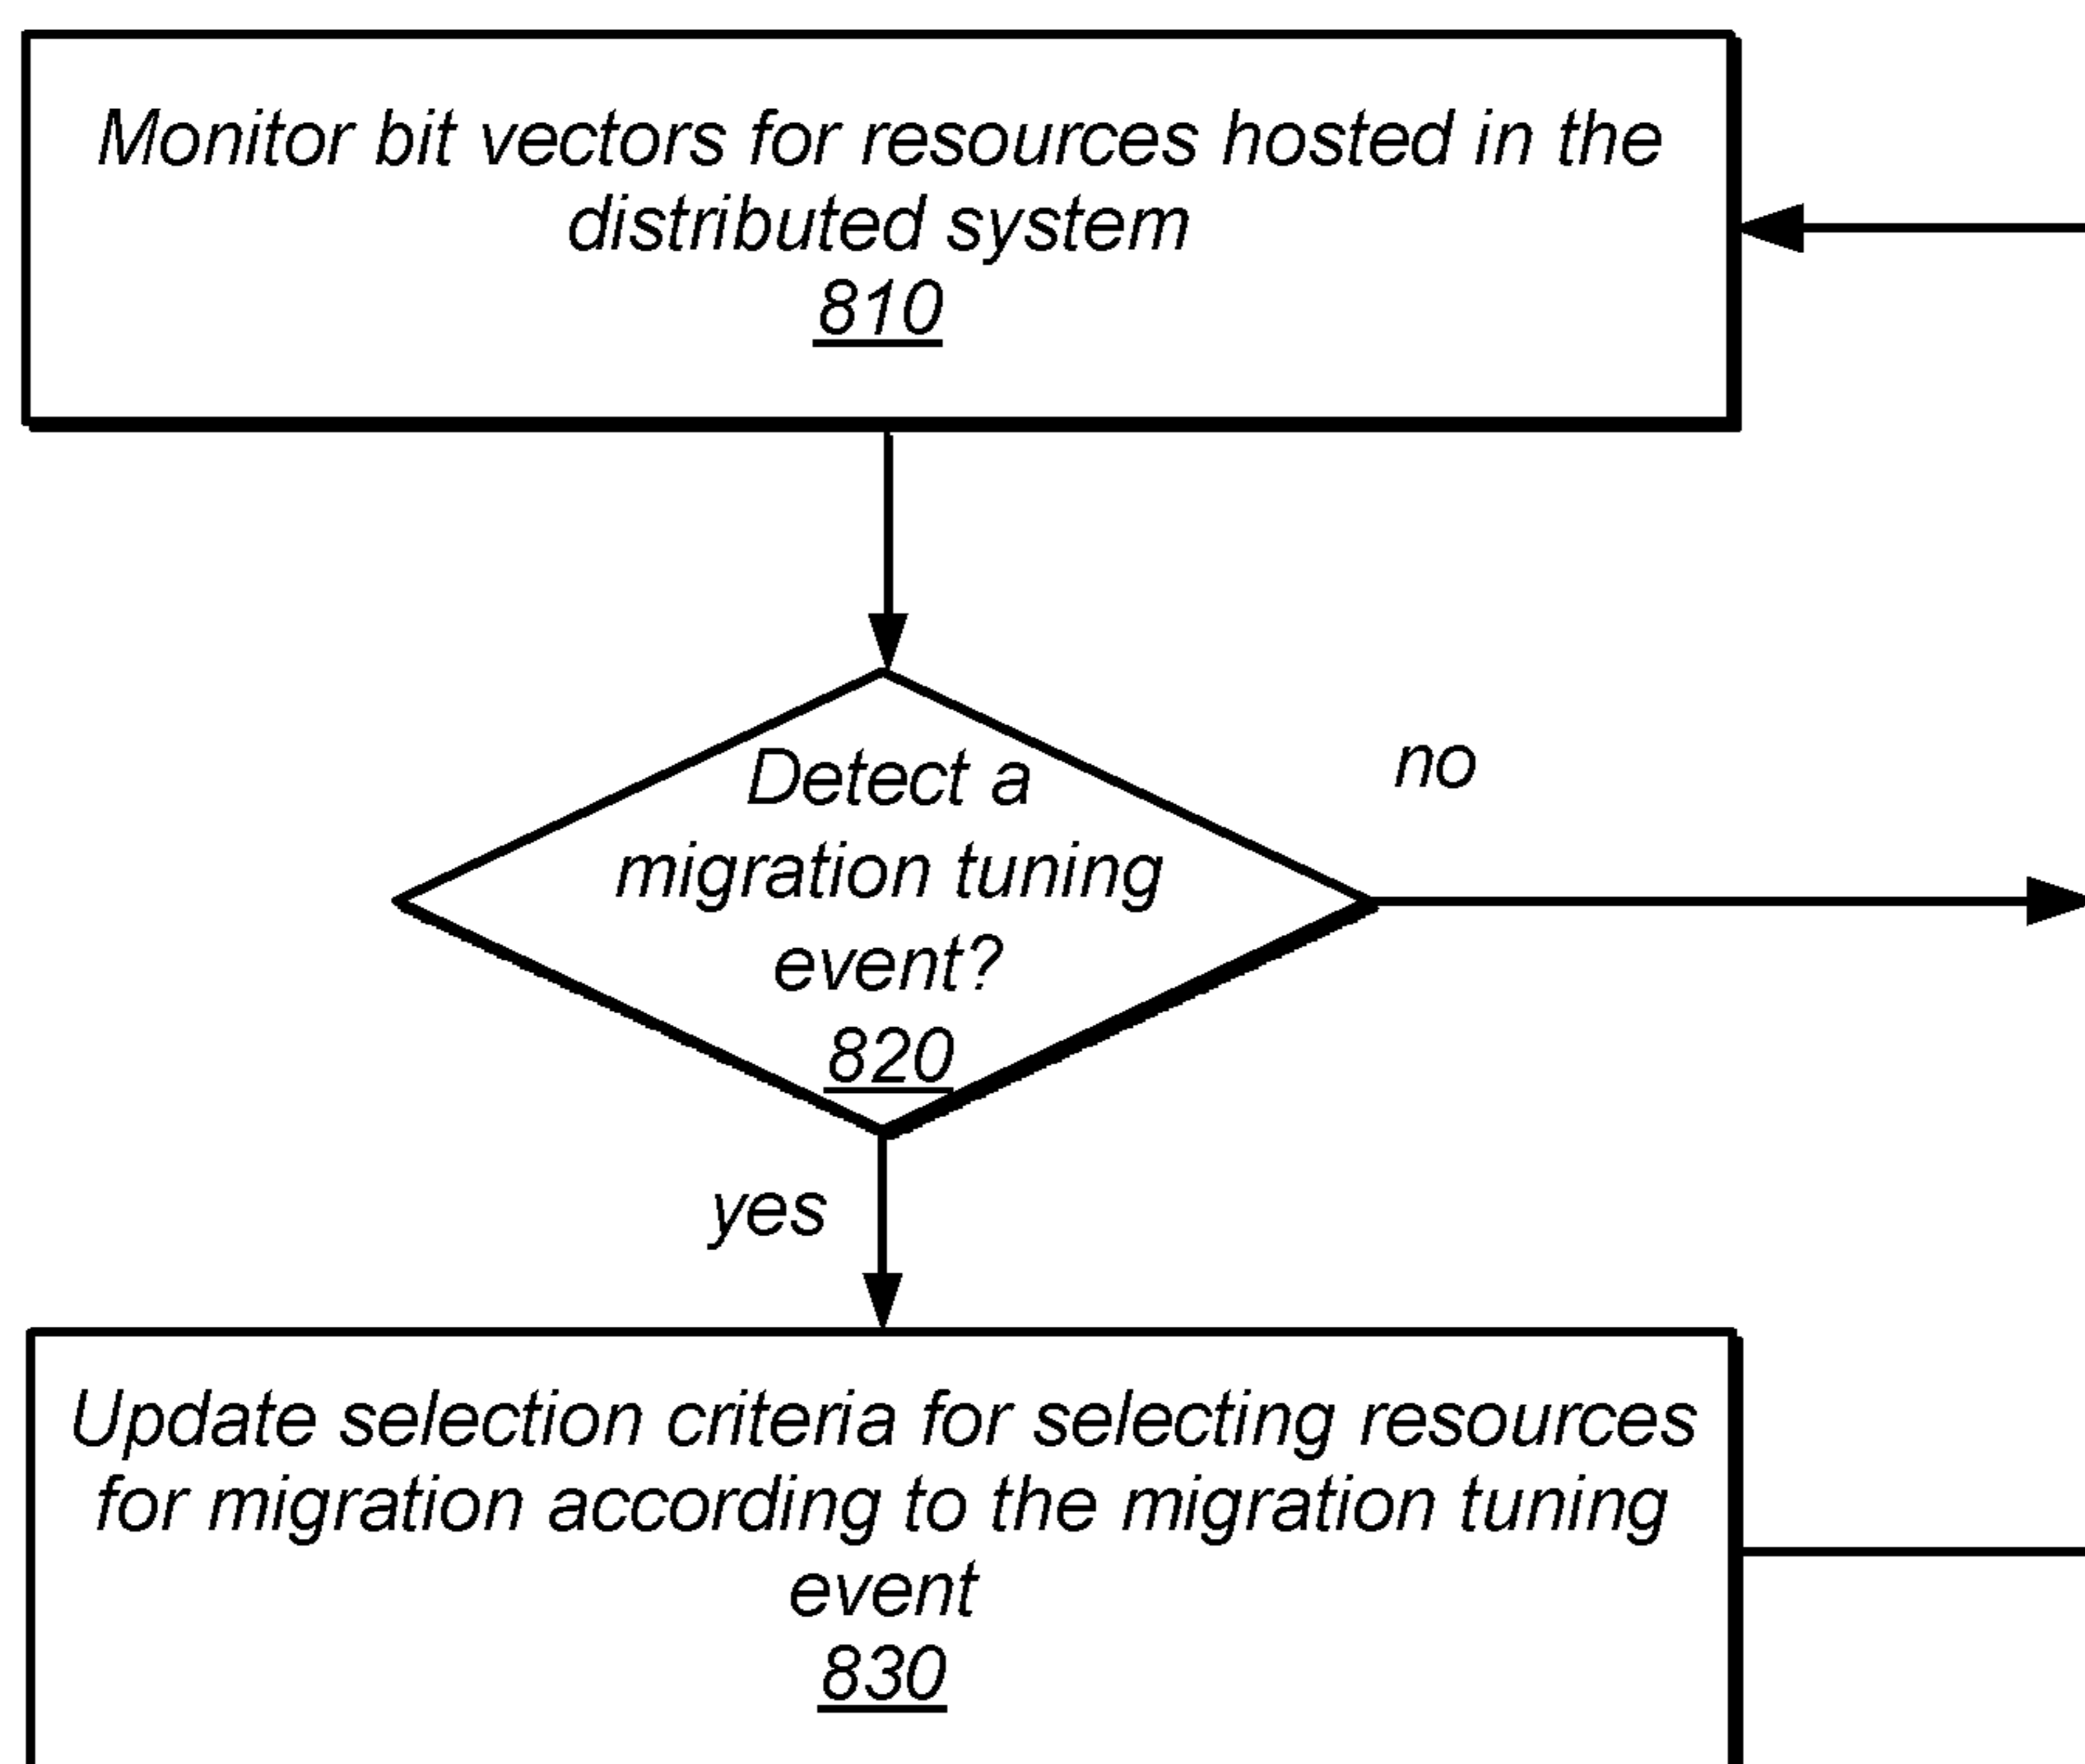 Monitor bit vectors for resources hosted in the
distributed system
810
Detect a
migration tuning
event?
820
no
yes
Update selection criteria for selecting resources
for migration according to the migration tuning
event
830